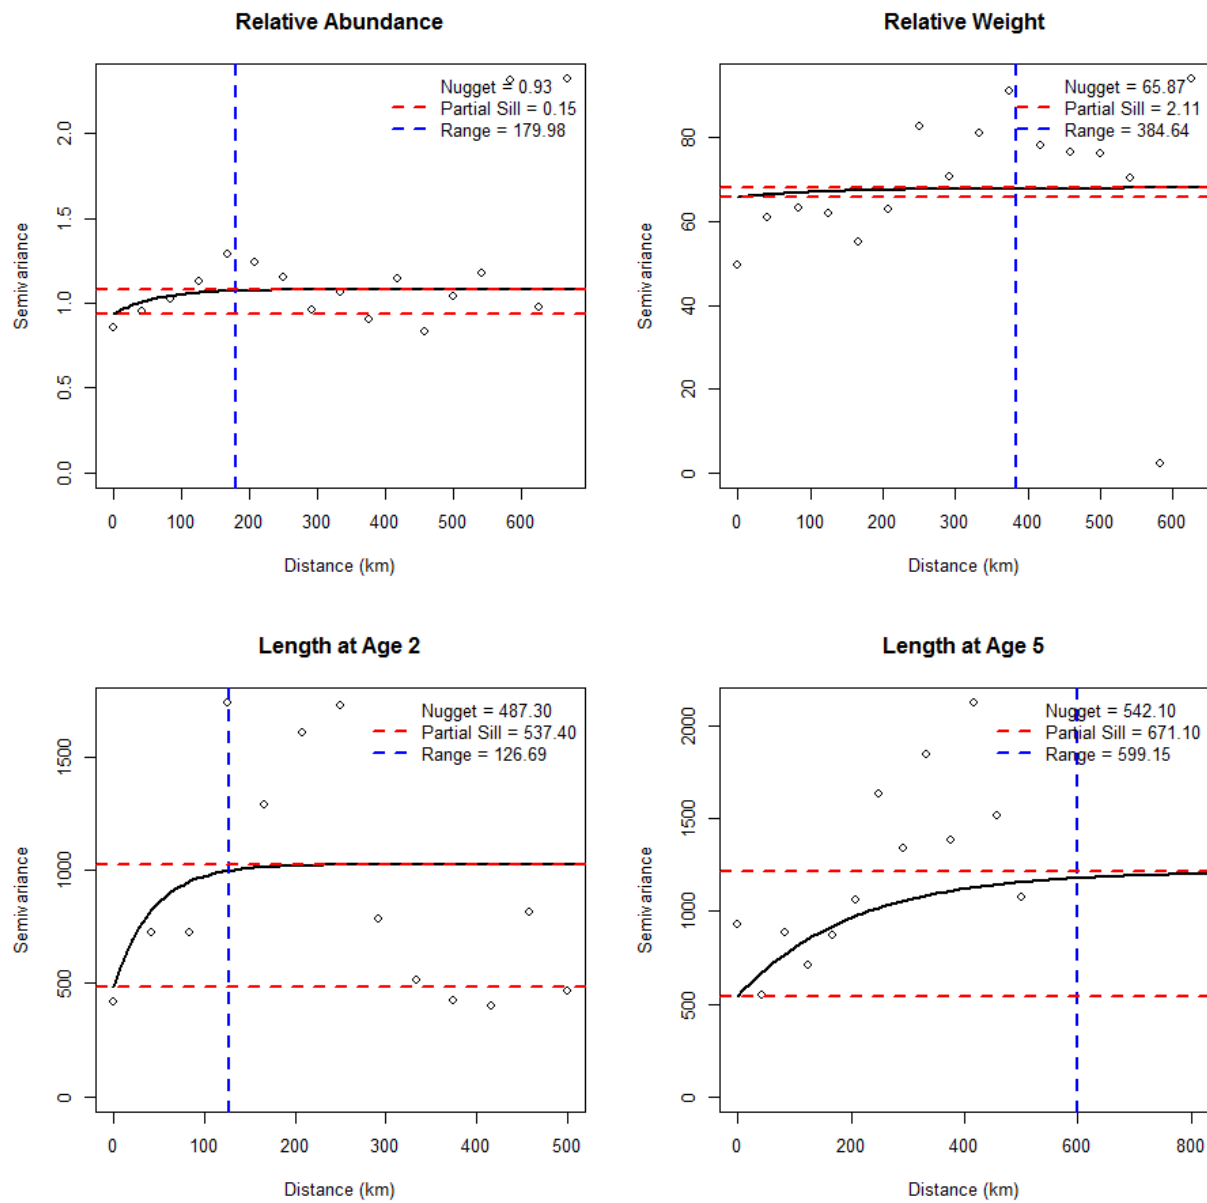 Relative Abundance
Semivariance
0.0 0.5 1.0 1.5 2.0
Nugget = 0.93
Partial Sill = 0.15
Range = 179.98
0 100 200 300 400 500 600
Distance (km)
Relative Weight
Semivariance
0 20 40 60 80
Nugget = 65.87
Partial Sill = 2.11
Range = 384.64
0 100 200 300 400 500 600
Distance (km)
Length at Age 2
Semivariance
0 500 1000 1500
Nugget = 487.30
Partial Sill = 537.40
Range = 126.69
0 100 200 300 400 500
Distance (km)
Length at Age 5
Semivariance
0 500 1000 1500 2000
Nugget = 542.10
Partial Sill = 671.10
Range = 599.15
0 200 400 600 800
Distance (km)